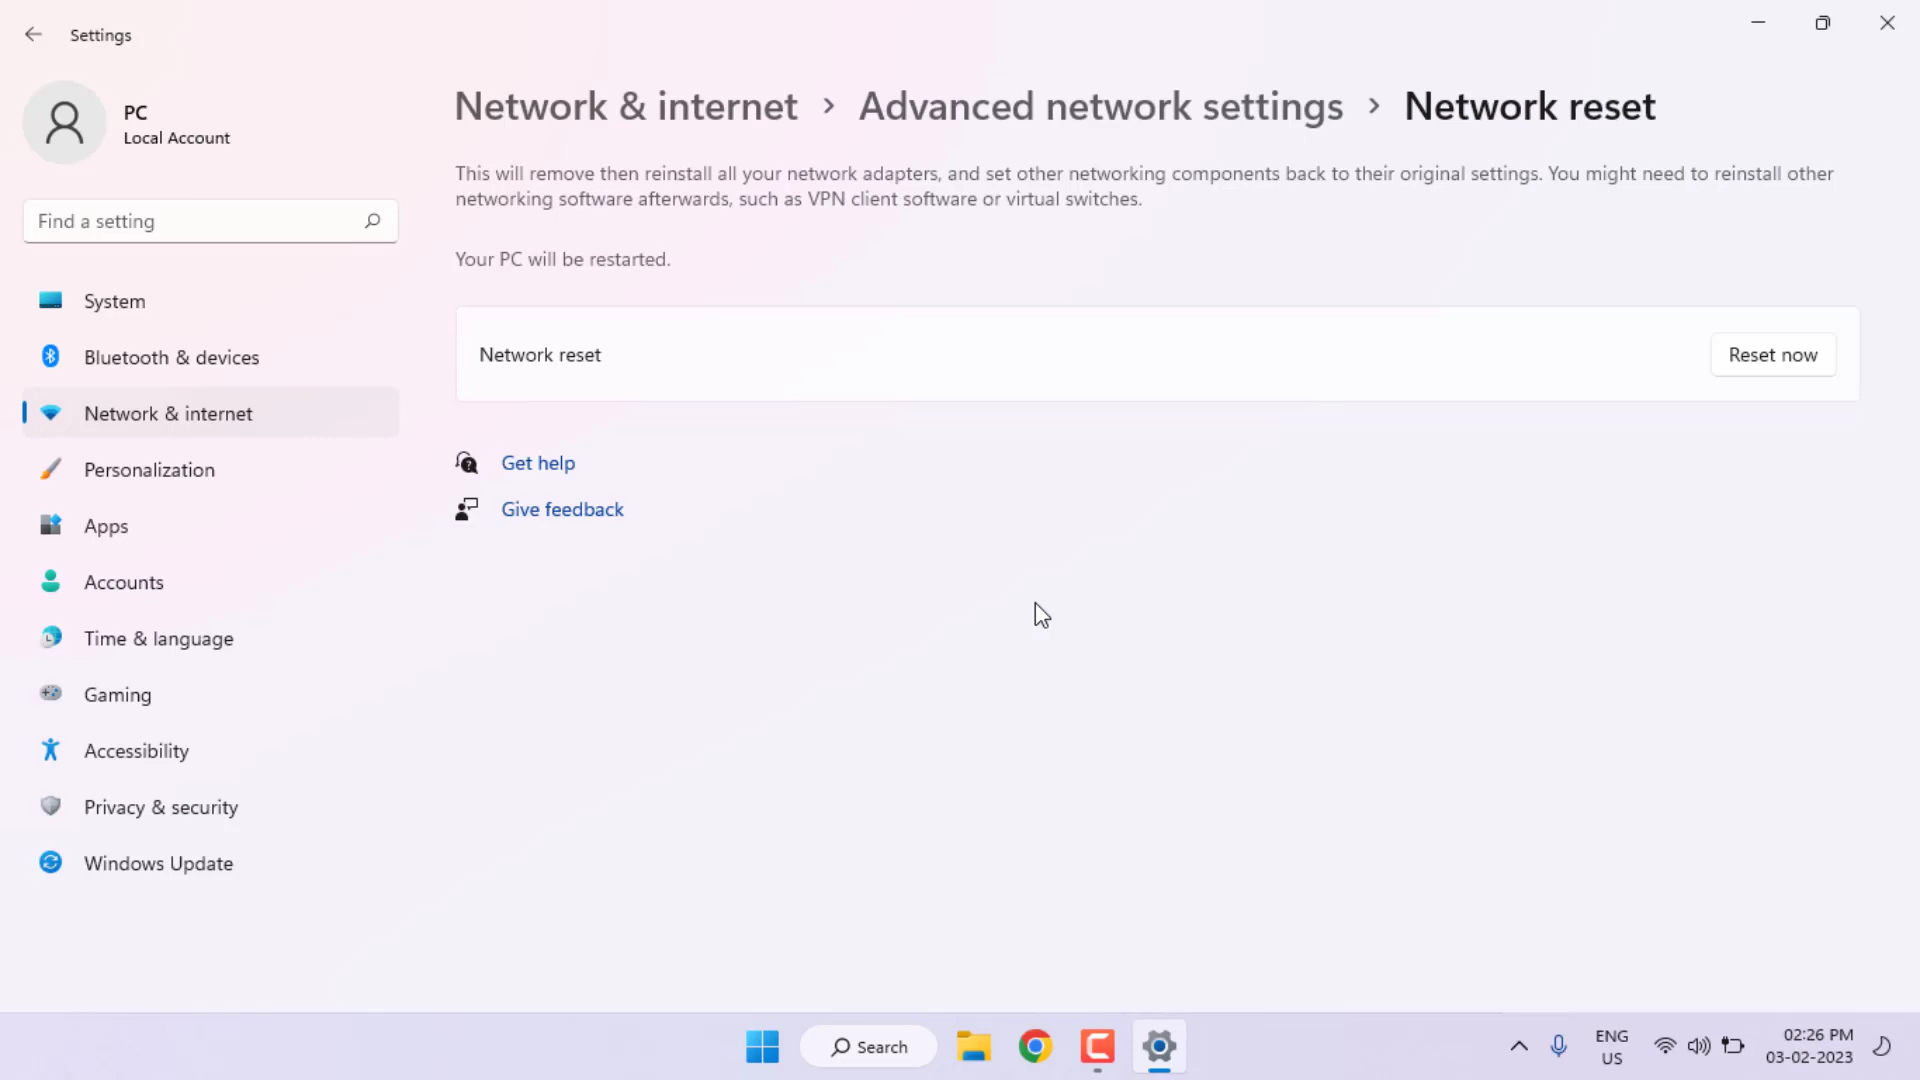 Settings
PC
Local Account
Find a setting
System
Bluetooth & devices
Network & internet
Personalization
Apps
Accounts
Time & language
Gaming
Accessibility
Privacy & security
Windows Update
Network & internet > Advanced network settings > Network reset
This will remove then reinstall all your network adapters, and set other networking components back to their original settings. You might need to reinstall other
networking software afterwards, such as VPN client software or virtual switches.
Your PC will be restarted.
Network reset
Reset now
Get help
Give feedback
Search
ENG
US
02:26 PM
03-02-2023